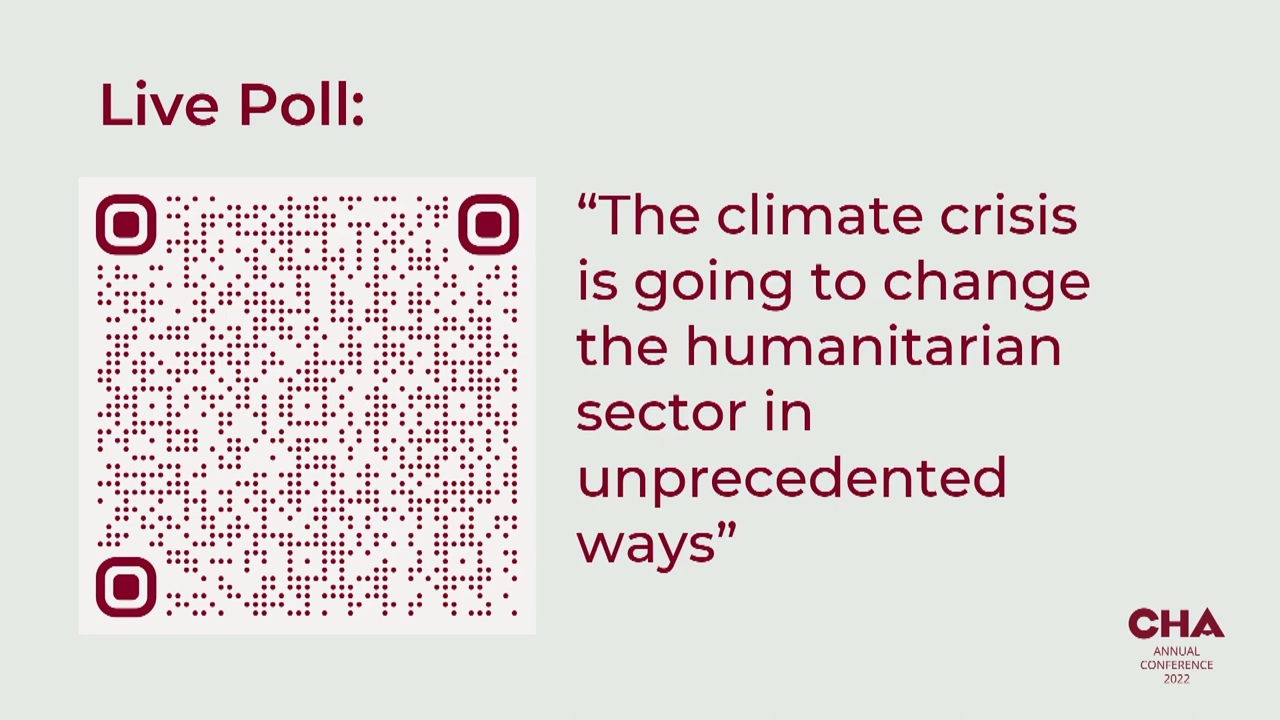 Live Poll:
“The climate crisis
is going to change
the humanitarian
sector in
unprecedented
ways”
CHA
ANNUAL
CONFERENCE
2022